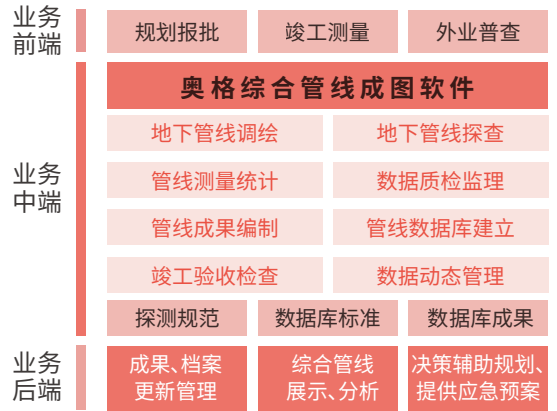 业务
前端
规划报批
竣工测量
外业普查
业务
中端
奥格综合管线成图软件
地下管线调绘
地下管线探查
管线测量统计
数据质检监理
管线成果编制
管线数据库建立
竣工验收检查
数据动态管理
探测规范
数据库标准
数据库成果
业务
后端
成果、档案
更新管理
综合管线
展示、分析
决策辅助规划、
提供应急预案